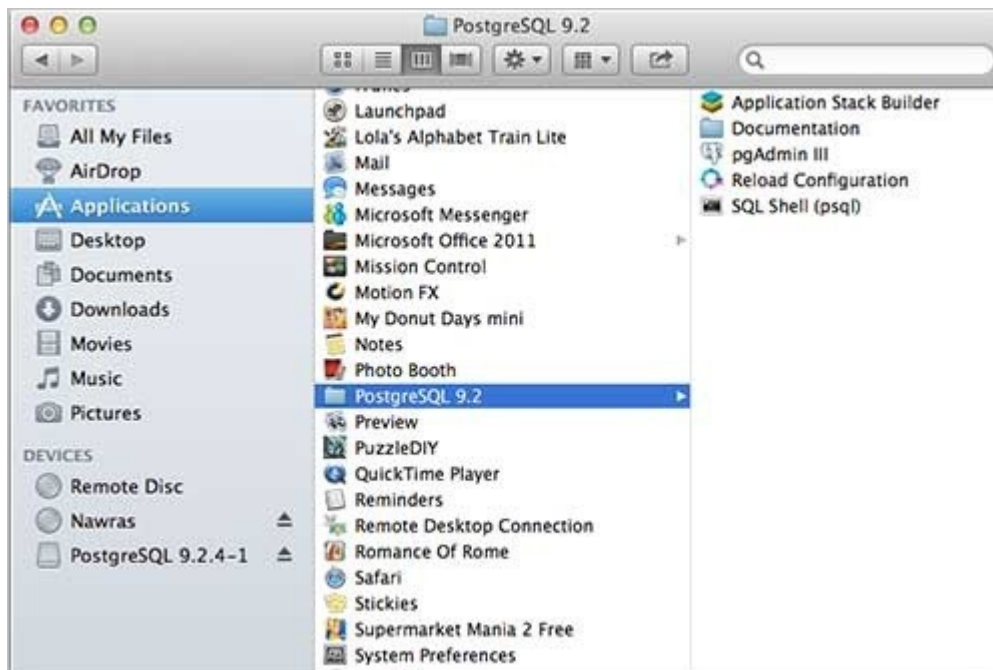 PostgreSQL 9.2
FAVORITES
All My Files
AirDrop
Applications
Desktop
Documents
Downloads
Movies
Music
Pictures
DEVICES
Remote Disc
Nawras
PostgreSQL 9.2.4-1
Launchpad
Lola's Alphabet Train Lite
Mail
Messages
Microsoft Messenger
Microsoft Office 2011
Mission Control
Motion FX
My Donut Days mini
Notes
Photo Booth
PostgreSQL 9.2
Preview
PuzzleDIY
QuickTime Player
Reminders
Remote Desktop Connection
Romance Of Rome
Safari
Stickies
Supermarket Mania 2 Free
System Preferences
Application Stack Builder
Documentation
pgAdmin III
Reload Configuration
SQL Shell (psql)